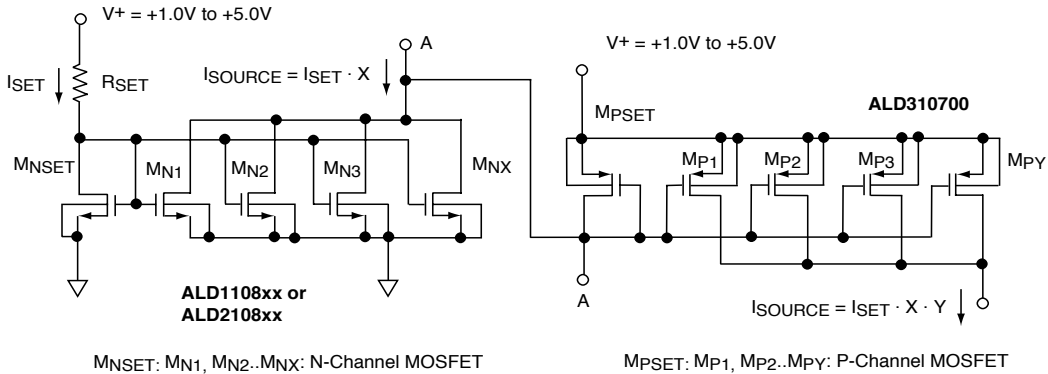 V+ = +1.0V to +5.0V
A
V+ = +1.0V to +5.0V
ISET
RSET
ISOURCE = ISET · X
MPSET
ALD310700
MNSET
MN1
MN2
MN3
MNX
MP1
MP2
MP3
MPY
A
ALD1108xx or
ALD2108xx
ISOURCE = ISET · X · Y
MNSET: MN1, MN2..MNX: N-Channel MOSFET
MPSET: MP1, MP2..MPY: P-Channel MOSFET